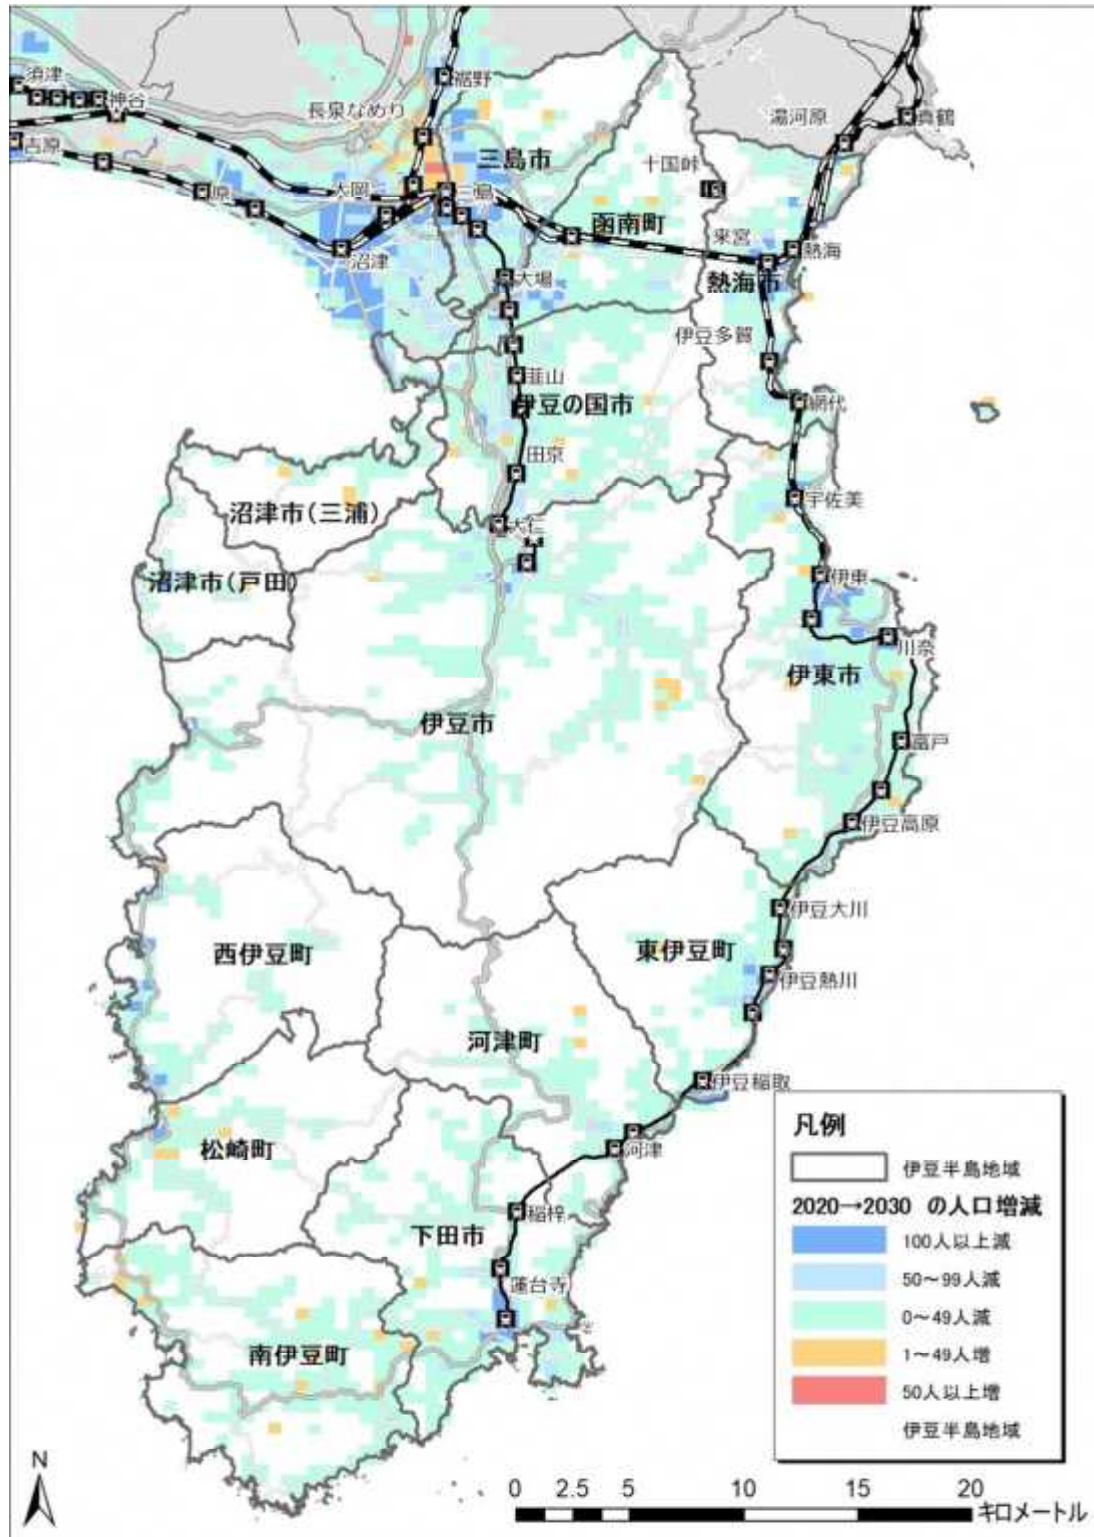 須津
神谷
裾野
長泉なめり
湯河原
真鶴
吉原
三島市
十国峠
原
大岡
三島
函南町
来宮
熱海
沼津
大場
熱海市
伊豆多賀
韮山
伊豆の国市
網代
田京
沼津市(三浦)
大仁
宇佐美
沼津市(戸田)
伊東
川奈
伊東市
伊豆市
富戸
伊豆高原
伊豆大川
西伊豆町
東伊豆町
伊豆熱川
河津町
伊豆稲取
松崎町
河津
稲梓
下田市
蓮台寺
南伊豆町
凡例
伊豆半島地域
2020→2030 の人口増減
100人以上減
50~99人減
0~49人減
1~49人増
50人以上増
伊豆半島地域
N
0 2.5 5 10 15 20
キロメートル